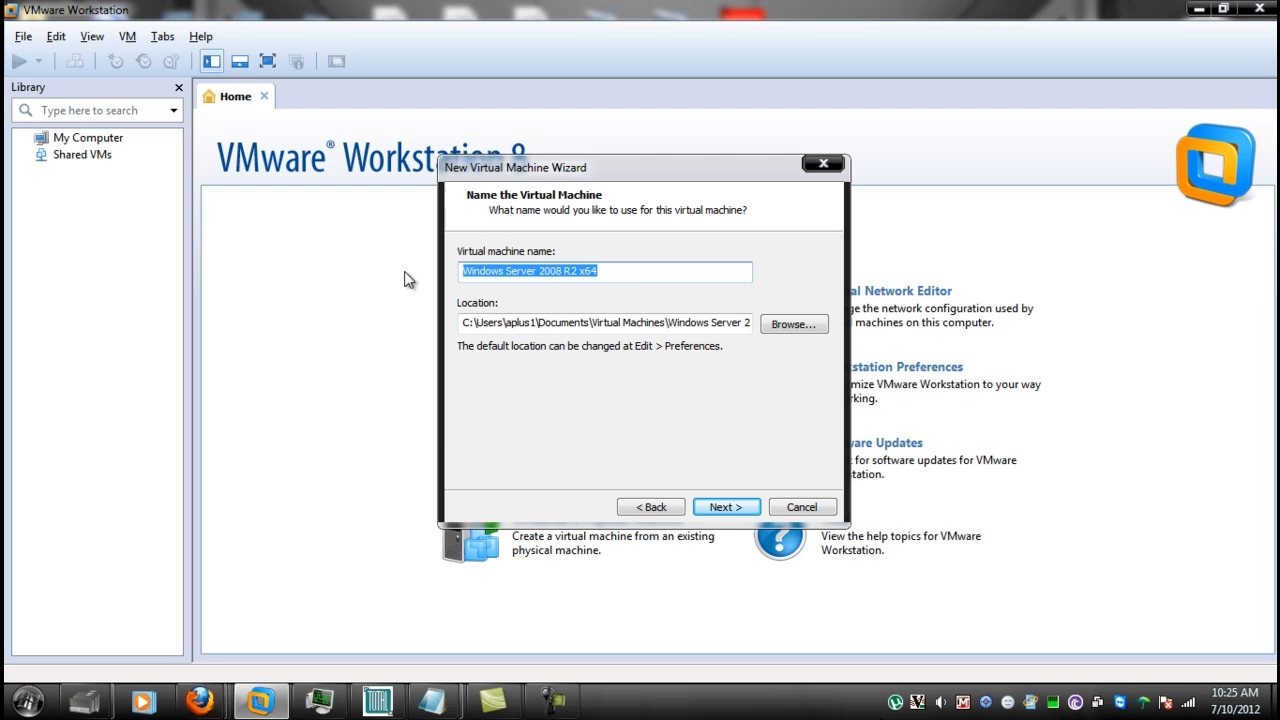 VMware Workstation
File Edit View VM Tabs Help
Library
Type here to search
My Computer
Shared VMs
Home
VMware® Workstation 8
New Virtual Machine Wizard
Name the Virtual Machine
What name would you like to use for this virtual machine?
Virtual machine name:
Windows Server 2008 R2 x64
Location:
C:\Users\aplus1\Documents\Virtual Machines\Windows Server 2
Browse...
The default location can be changed at Edit > Preferences.
< Back
Next >
Cancel
al Network Editor
ge the network configuration used by
machines on this computer.
station Preferences
mize VMware Workstation to your way
rking.
ware Updates
for software updates for VMware
station.
Create a virtual machine from an existing
physical machine.
View the help topics for VMware
Workstation.
TOTAL
10:25 AM
7/10/2012